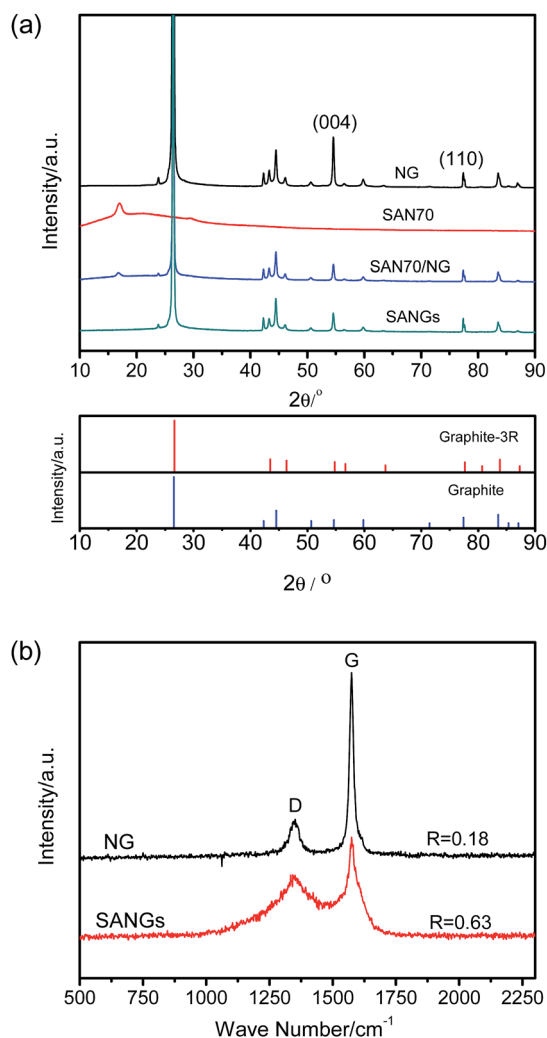 (a)
Intensity/a.u.
(004)
(110)
NG
SAN70
SAN70/NG
SANGs
10 20 30 40 50 60 70 80 90
2θ/°
Intensity/a.u.
Graphite-3R
Graphite
10 20 30 40 50 60 70 80 90
2θ / °
(b)
Intensity/a.u.
G
D
NG
R=0.18
SANGs
R=0.63
500 750 1000 1250 1500 1750 2000 2250
Wave Number/cm⁻¹